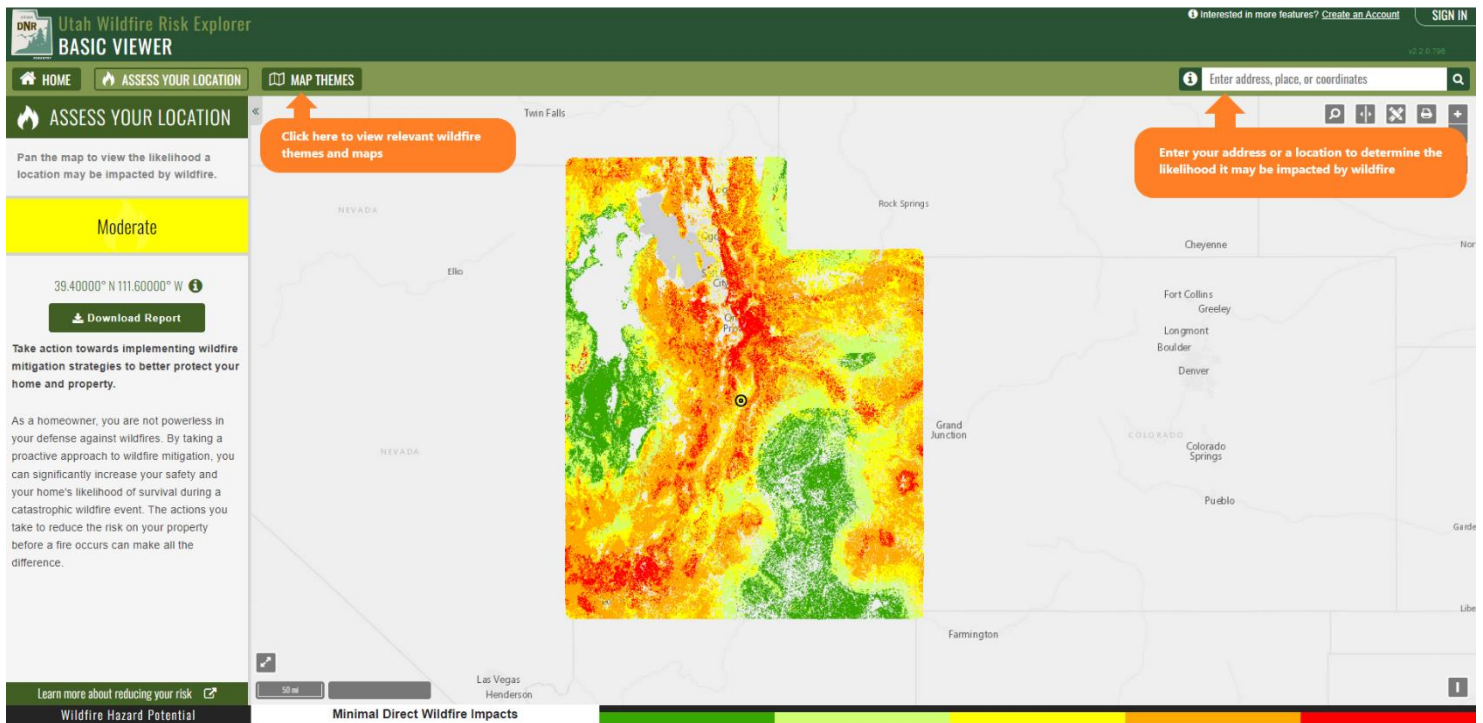 DNR
Utah Wildfire Risk Explorer
BASIC VIEWER
Interested in more features? Create an Account
SIGN IN
v2.2.0.796
HOME
ASSESS YOUR LOCATION
MAP THEMES
Enter address, place, or coordinates
ASSESS YOUR LOCATION
Pan the map to view the likelihood a
location may be impacted by wildfire.
Moderate
39.40000° N 111.60000° W
Download Report
Take action towards implementing wildfire
mitigation strategies to better protect your
home and property.
As a homeowner, you are not powerless in
your defense against wildfires. By taking a
proactive approach to wildfire mitigation, you
can significantly increase your safety and
your home's likelihood of survival during a
catastrophic wildfire event. The actions you
take to reduce the risk on your property
before a fire occurs can make all the
difference.
Learn more about reducing your risk
Click here to view relevant wildfire
themes and maps
Enter your address or a location to determine the
likelihood it may be impacted by wildfire
Twin Falls
NEVADA
Elko
Rock Springs
Cheyenne
Nor
Fort Collins
Greeley
Longmont
Boulder
Denver
City
Grand
Junction
COLORADO
Colorado
Springs
NEVADA
Pueblo
Garde
Libe
Farmington
Las Vegas
Henderson
50 mi
Wildfire Hazard Potential
Minimal Direct Wildfire Impacts